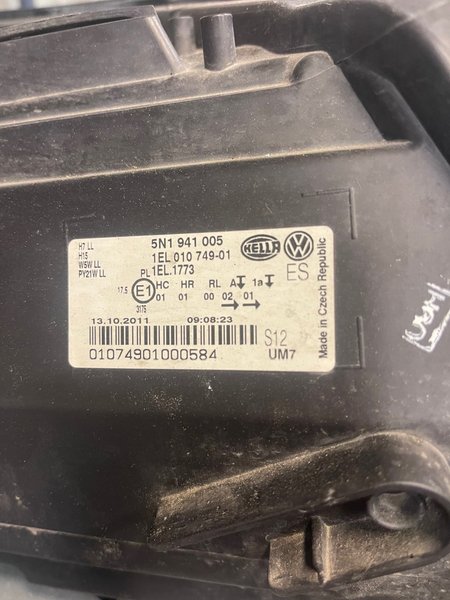 H7 LL
H15
W5W LL
PY21W LL
5N1 941 005
1EL 010 749-01
PL 1EL.1773
HELLA
VW
ES
17.5 E1 HC HR RL A 1a
01 01 00 02 01
3175
13.10.2011 09:08:23
01074901000584
S12
UM7
Made in Czech Republic